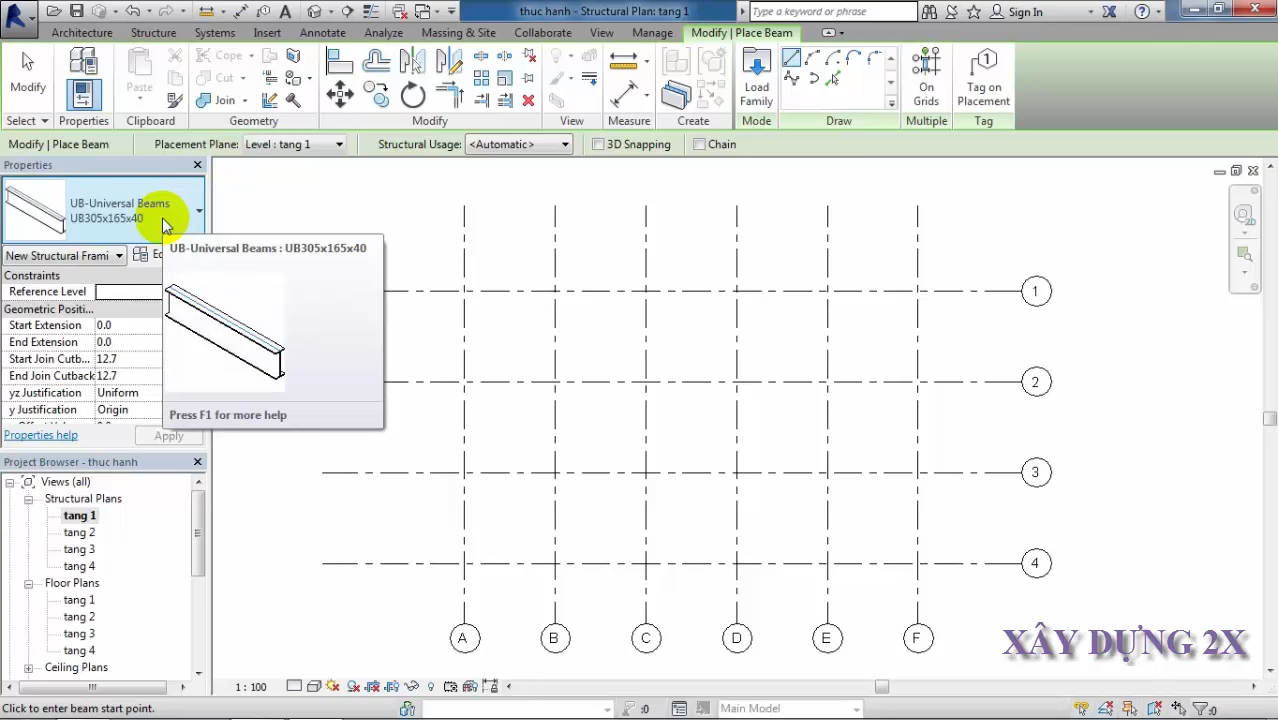 thuc hanh - Structural Plan: tang 1
Type a keyword or phrase
Sign In
Architecture Structure Systems Insert Annotate Analyze Massing & Site Collaborate View Manage Modify | Place Beam
Modify
Paste
Cope
Cut
Join
Load
Family
On
Grids
1
Tag on
Placement
Select Properties Clipboard Geometry Modify View Measure Create Mode Draw Multiple Tag
Modify | Place Beam Placement Plane: Level : tang 1 Structural Usage: <Automatic> 3D Snapping Chain
Properties
UB-Universal Beams
UB305x165x40
UB-Universal Beams : UB305x165x40
Press F1 for more help
New Structural Frami
Constraints
Reference Level
Geometric Positi...
Start Extension 0.0
End Extension 0.0
Start Join Cutb... 12.7
End Join Cutback 12.7
yz Justification Uniform
y Justification Origin
Properties help Apply
Project Browser - thuc hanh
Views (all)
Structural Plans
tang 1
tang 2
tang 3
tang 4
Floor Plans
tang 1
tang 2
tang 3
tang 4
Ceiling Plans
1
2
3
4
A B C D E F
XÂY DỰNG 2X
1 : 100
Click to enter beam start point. :0 Main Model :0